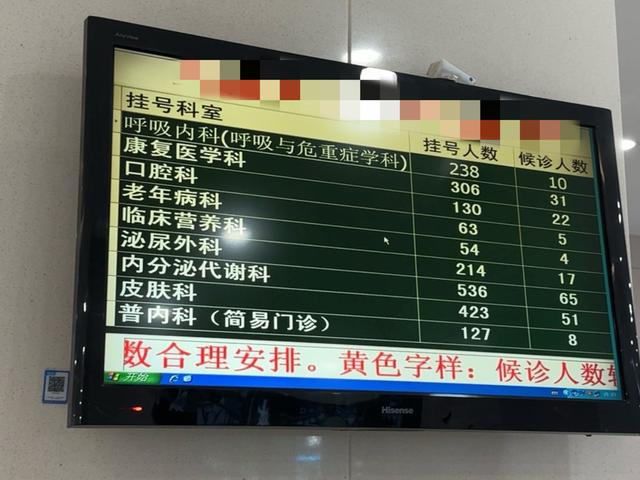 挂号科室 挂号人数 候诊人数
呼吸内科(呼吸与危重症学科) 238 10
康复医学科 306 31
口腔科 130 22
老年病科 63 5
临床营养科 54 4
泌尿外科 214 17
内分泌代谢科 536 65
皮肤科 423 51
普内科（简易门诊） 127 8
数合理安排。黄色字样：候诊人数
开始
Hisense